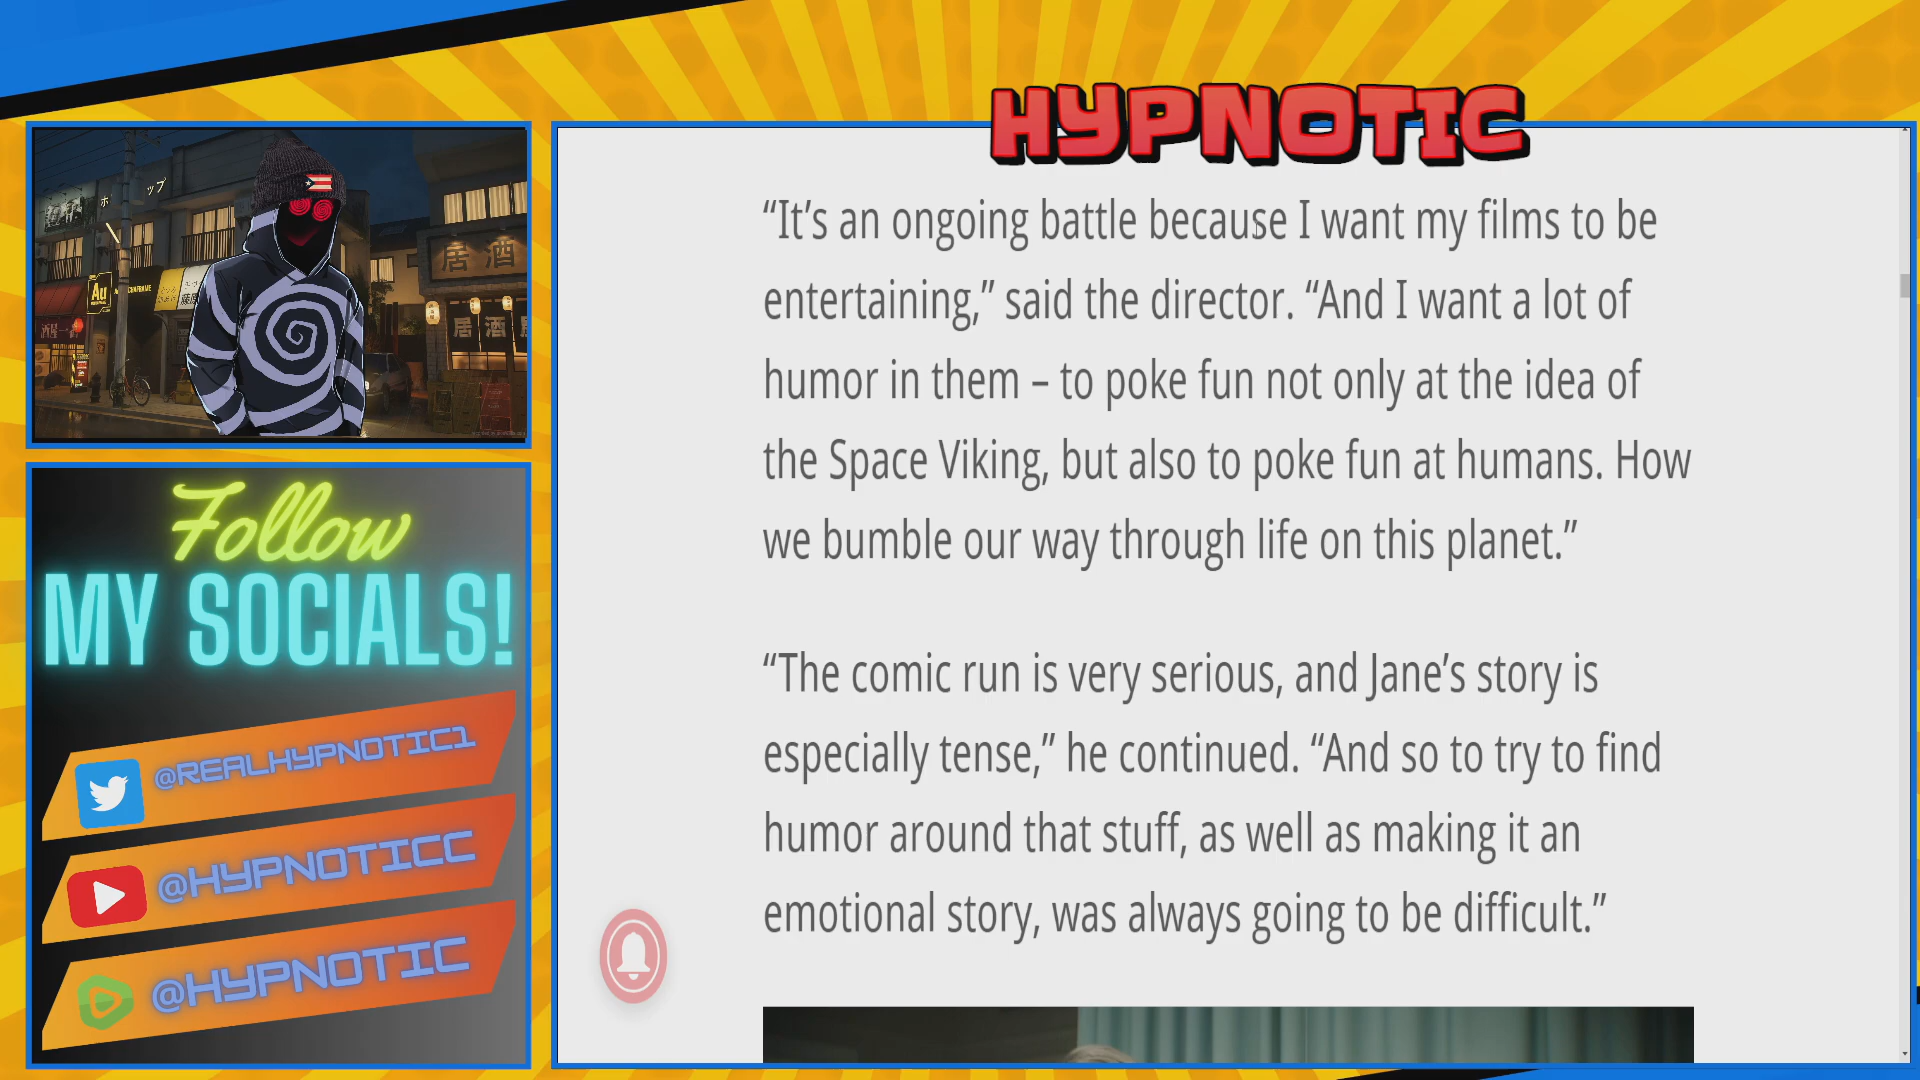 HYPNOTIC
ホ
ップ
Au
居酒
居酒
“It’s an ongoing battle because I want my films to be
entertaining,” said the director. “And I want a lot of
humor in them – to poke fun not only at the idea of
the Space Viking, but also to poke fun at humans. How
we bumble our way through life on this planet.”
“The comic run is very serious, and Jane’s story is
especially tense,” he continued. “And so to try to find
humor around that stuff, as well as making it an
emotional story, was always going to be difficult.”
Follow
MY SOCIALS!
@REALHYPNOTIC1
@HYPNOTICC
@HYPNOTIC